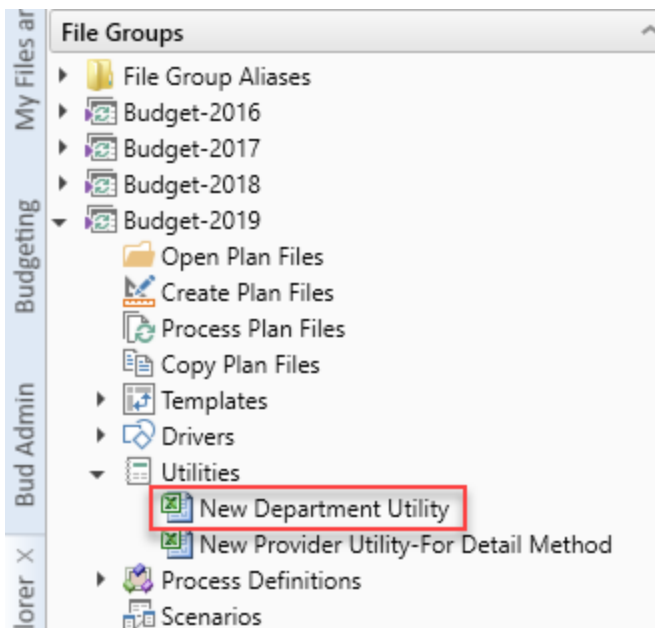 File Groups
File Group Aliases
Budget-2016
Budget-2017
Budget-2018
Budget-2019
Open Plan Files
Create Plan Files
Process Plan Files
Copy Plan Files
Templates
Drivers
Utilities
New Department Utility
New Provider Utility-For Detail Method
Process Definitions
Scenarios
My Files
Budgeting
Bud Admin